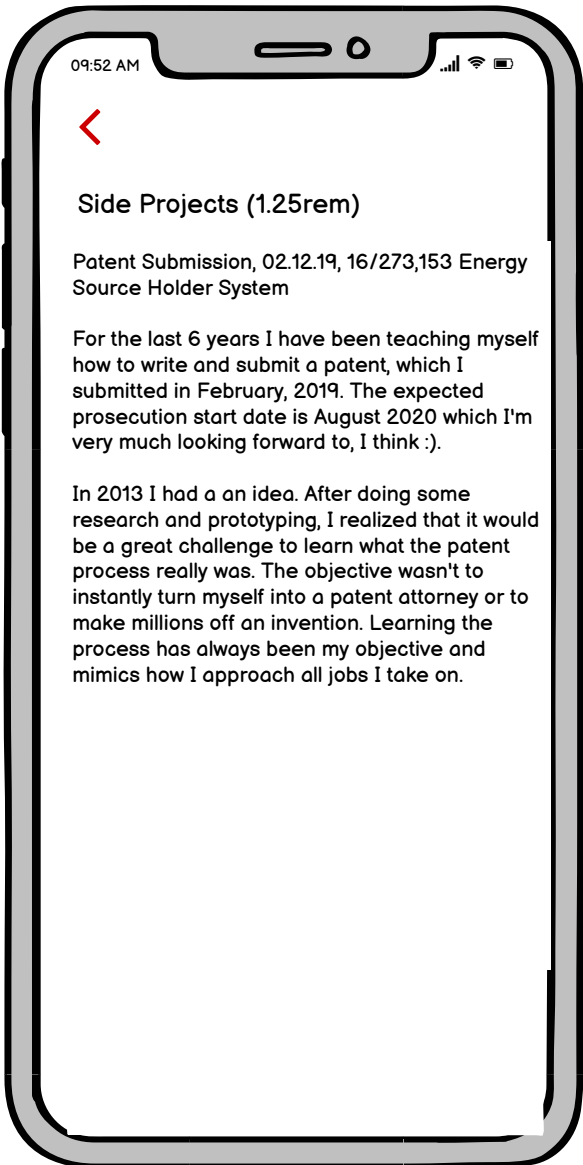 09:52 AM
Side Projects (1.25rem)
Patent Submission, 02.12.19, 16/273,153 Energy
Source Holder System
For the last 6 years I have been teaching myself
how to write and submit a patent, which I
submitted in February, 2019. The expected
prosecution start date is August 2020 which I'm
very much looking forward to, I think :).
In 2013 I had a an idea. After doing some
research and prototyping, I realized that it would
be a great challenge to learn what the patent
process really was. The objective wasn't to
instantly turn myself into a patent attorney or to
make millions off an invention. Learning the
process has always been my objective and
mimics how I approach all jobs I take on.